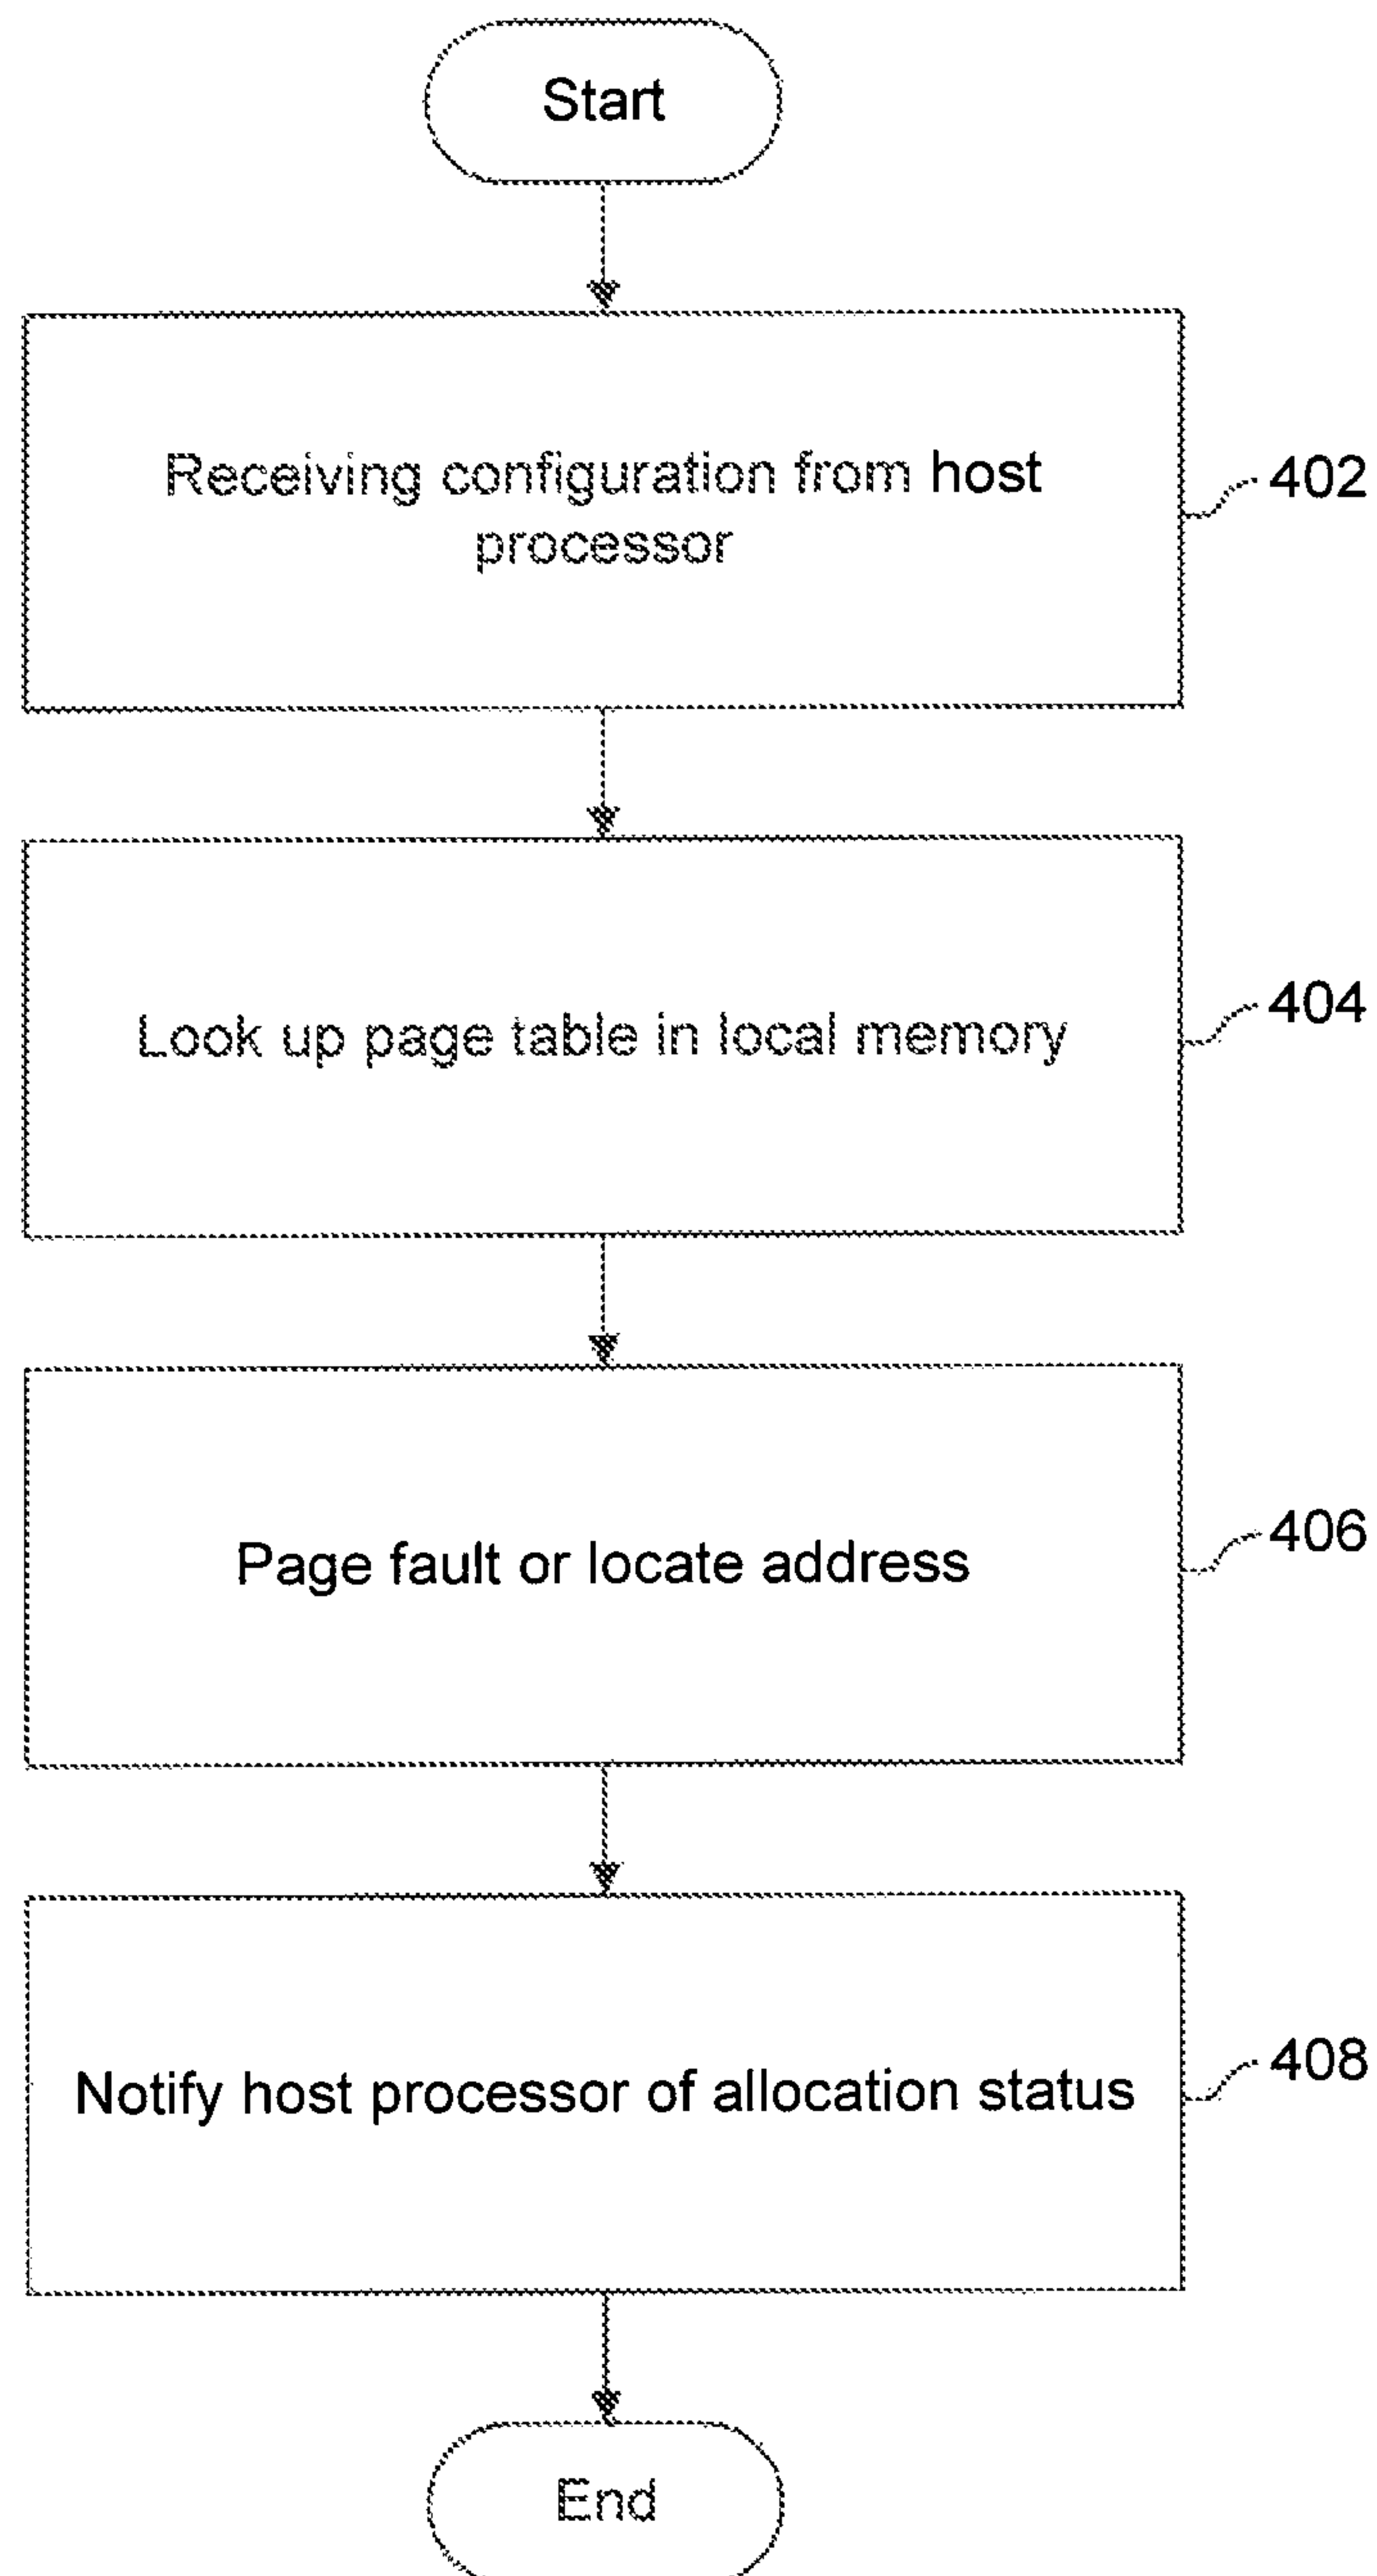 Start
Receiving configuration from host
processor
402
Look up page table in local memory
404
Page fault or locate address
406
Notify host processor of allocation status
408
End